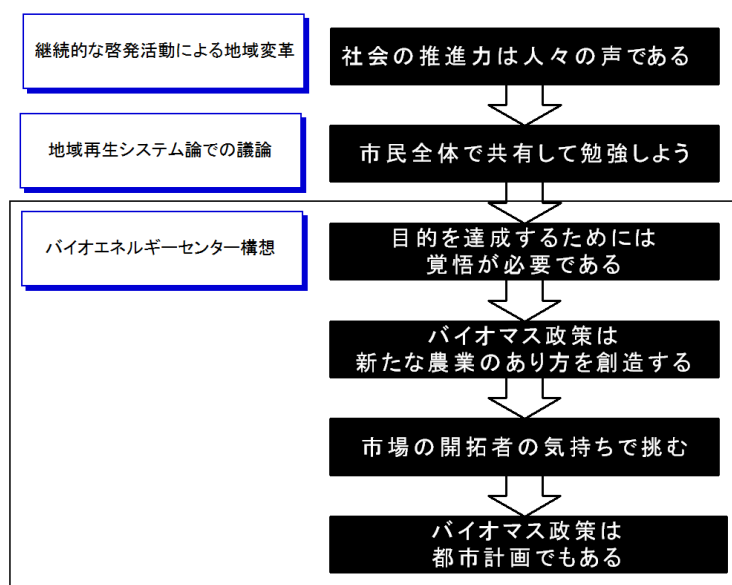 継続的な啓発活動による地域変革
社会の推進力は人々の声である
地域再生システム論での議論
市民全体で共有して勉強しよう
バイオエネルギーセンター構想
目的を達成するためには
覚悟が必要である
バイオマス政策は
新たな農業のあり方を創造する
市場の開拓者の気持ちで挑む
バイオマス政策は
都市計画でもある